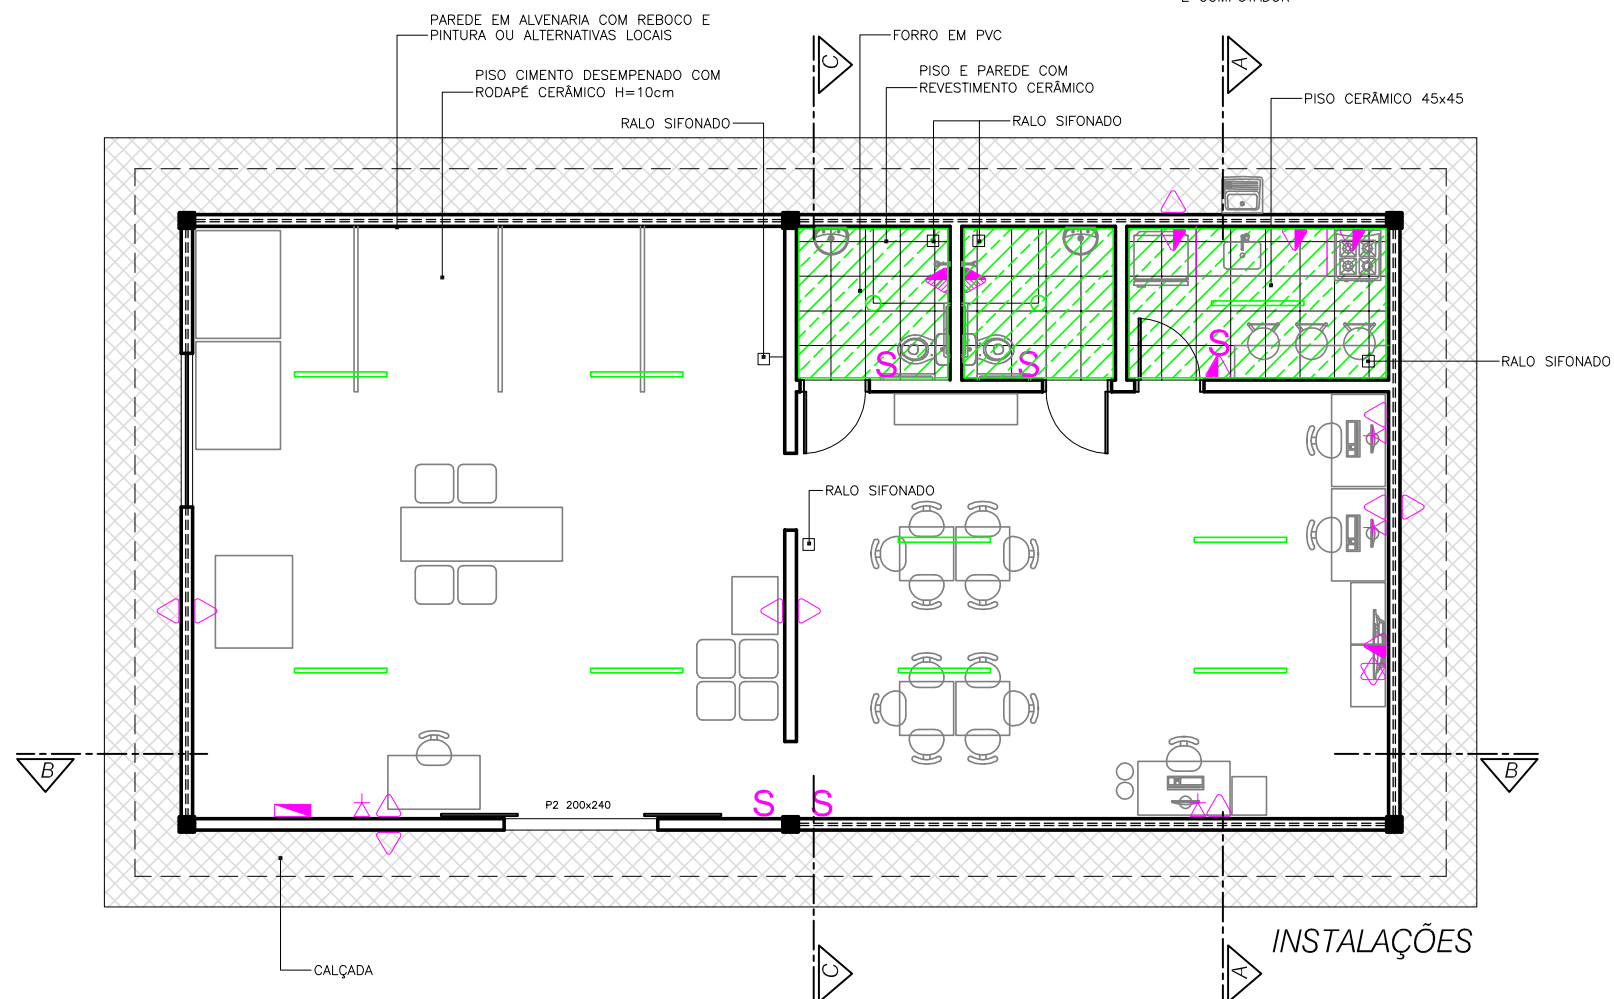 E COMPUTADOR
PAREDE EM ALVENARIA COM REBOCO E
PINTURA OU ALTERNATIVAS LOCAIS
FORRO EM PVC
C
A
PISO E PAREDE COM
REVESTIMENTO CERÂMICO
PISO CIMENTO DESEMPENADO COM
RODAPÉ CERÂMICO H=10cm
PISO CERÂMICO 45x45
RALO SIFONADO
RALO SIFONADO
S
S
S
RALO SIFONADO
RALO SIFONADO
B
B
P2 200x240
S
S
INSTALAÇÕES
CALÇADA
C
A